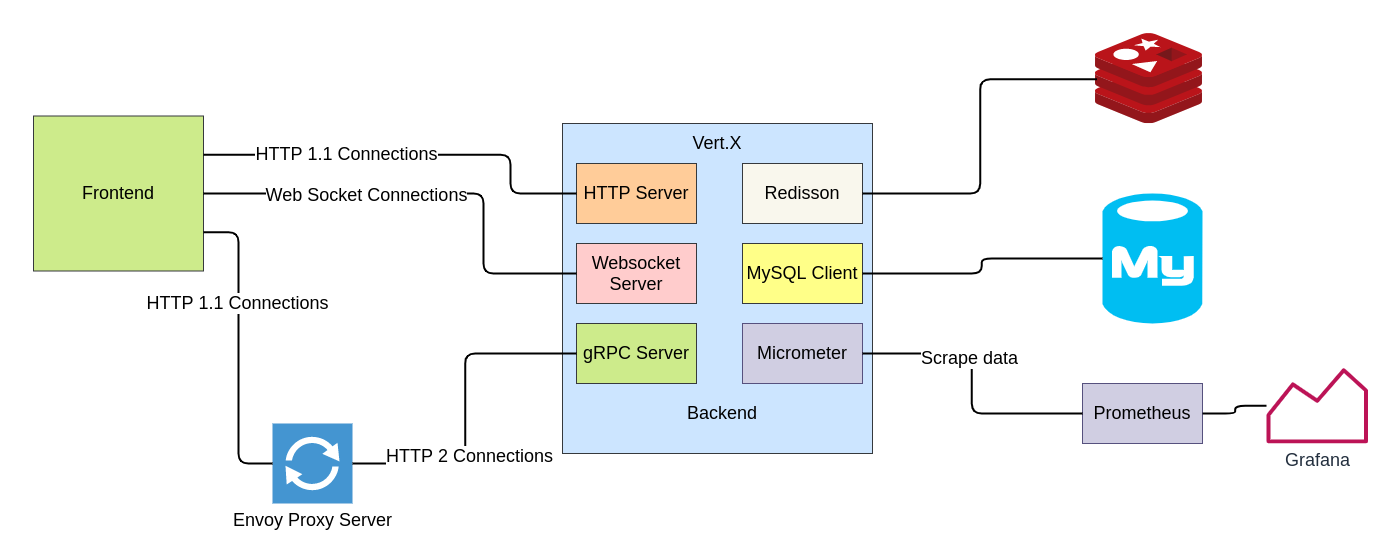 Vert.X
Frontend
HTTP 1.1 Connections
Web Socket Connections
HTTP 1.1 Connections
HTTP Server
Redisson
Websocket
Server
MySQL Client
gRPC Server
Micrometer
Backend
My
Scrape data
Prometheus
Grafana
HTTP 2 Connections
Envoy Proxy Server